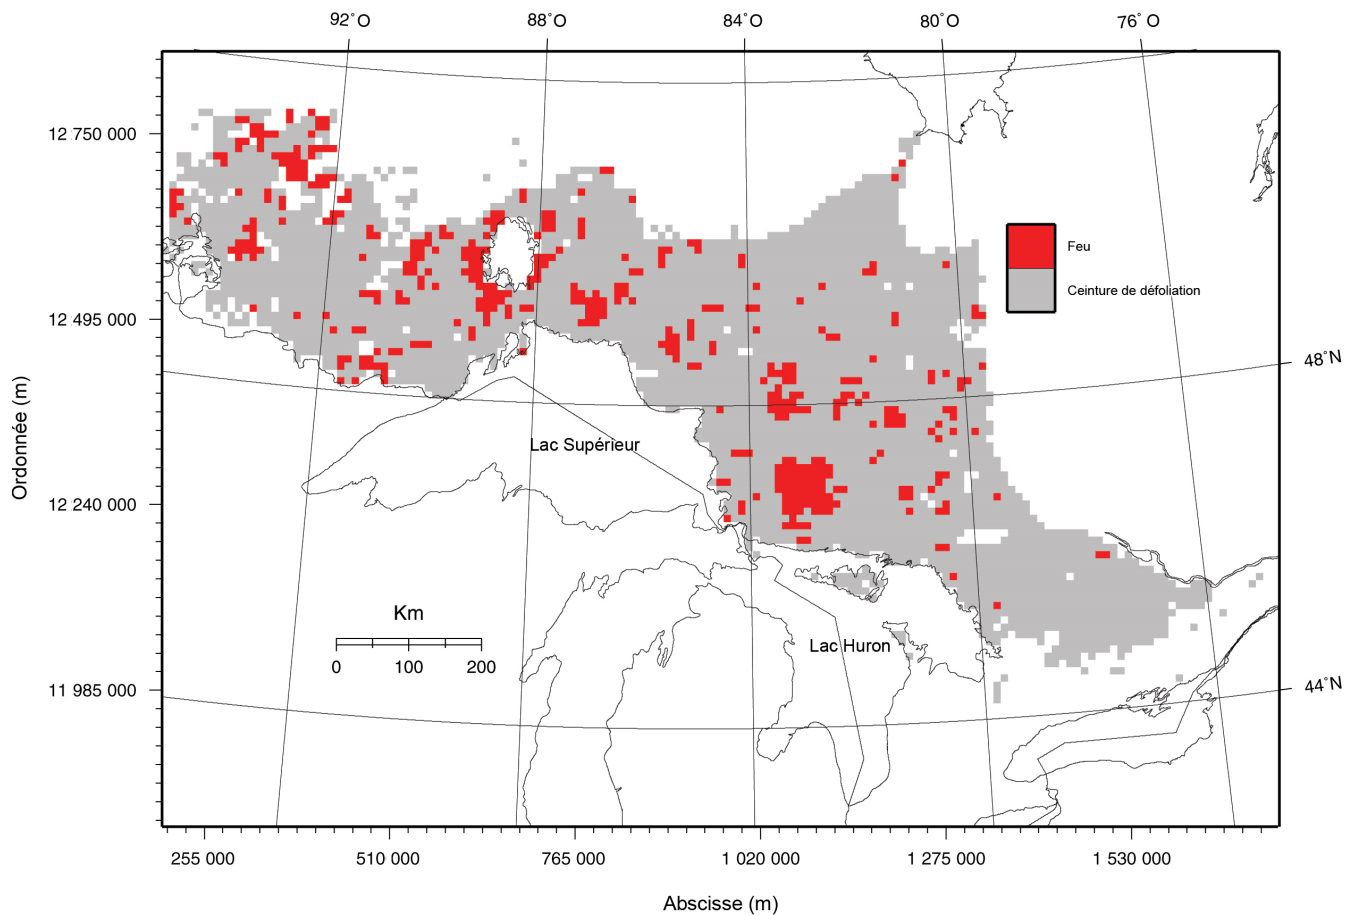 92°O 88°O 84°O 80°O 76°O
12 750 000
Feu
Ceinture de défoliation
12 495 000
48°N
Ordonnée (m)
Lac Supérieur
12 240 000
Km
0 100 200
Lac Huron
11 985 000
44°N
255 000 510 000 765 000 1 020 000 1 275 000 1 530 000
Abscisse (m)